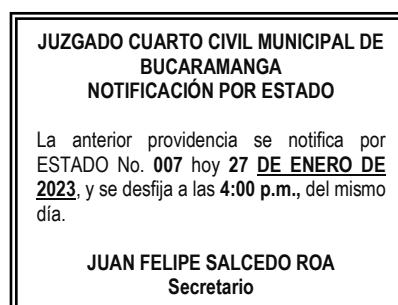 JUZGADO CUARTO CIVIL MUNICIPAL DE
BUCARAMANGA
NOTIFICACIÓN POR ESTADO
La anterior providencia se notifica por
ESTADO No. 007 hoy 27 DE ENERO DE
2023, y se desfija a las 4:00 p.m., del mismo
día.
JUAN FELIPE SALCEDO ROA
Secretario